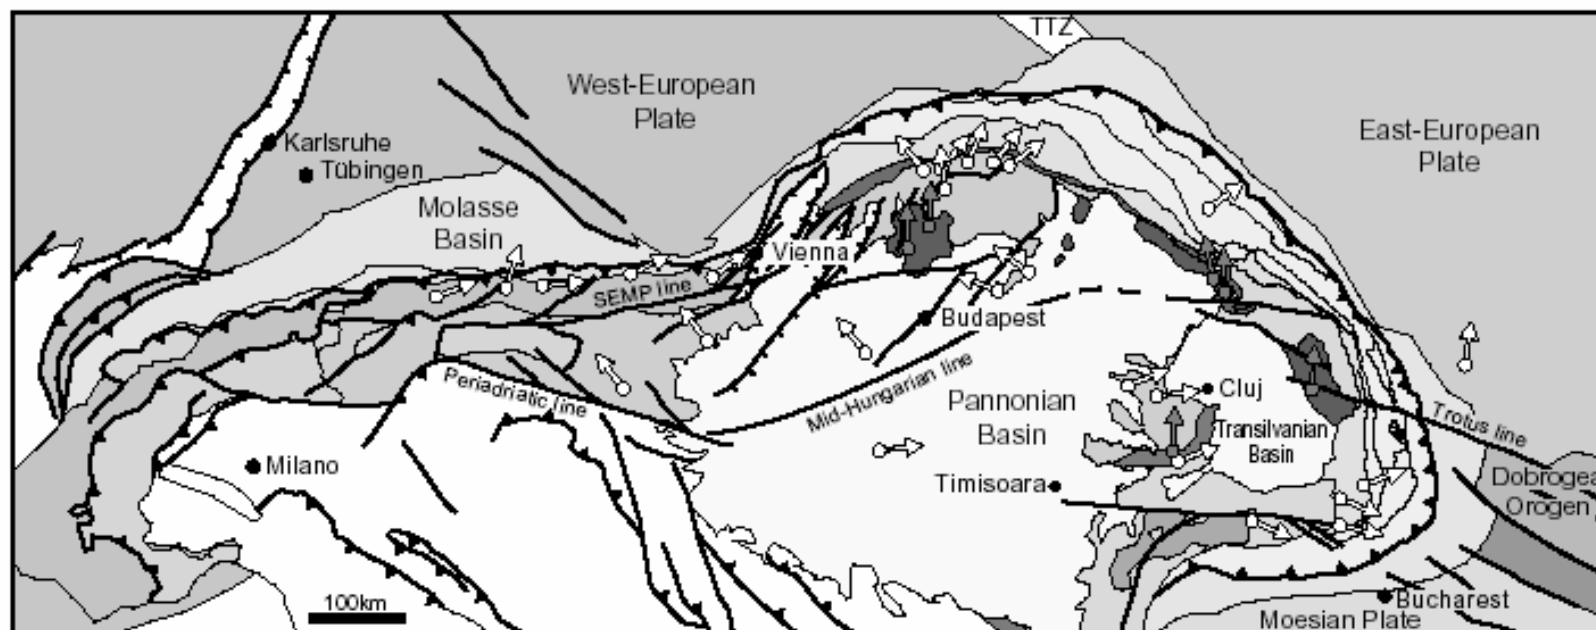 TTZ
West-European
Plate
East-European
Plate
Karlsruhe
Tübingen
Molasse
Basin
Vienna
SEMP line
Budapest
Periadriatic line
Mid-Hungarian line
Pannonian
Basin
Cluj
Transilvanian
Basin
Trotus line
Milano
Timisoara
Dobrogea
Orogen
100km
Bucharest
Moesian Plate